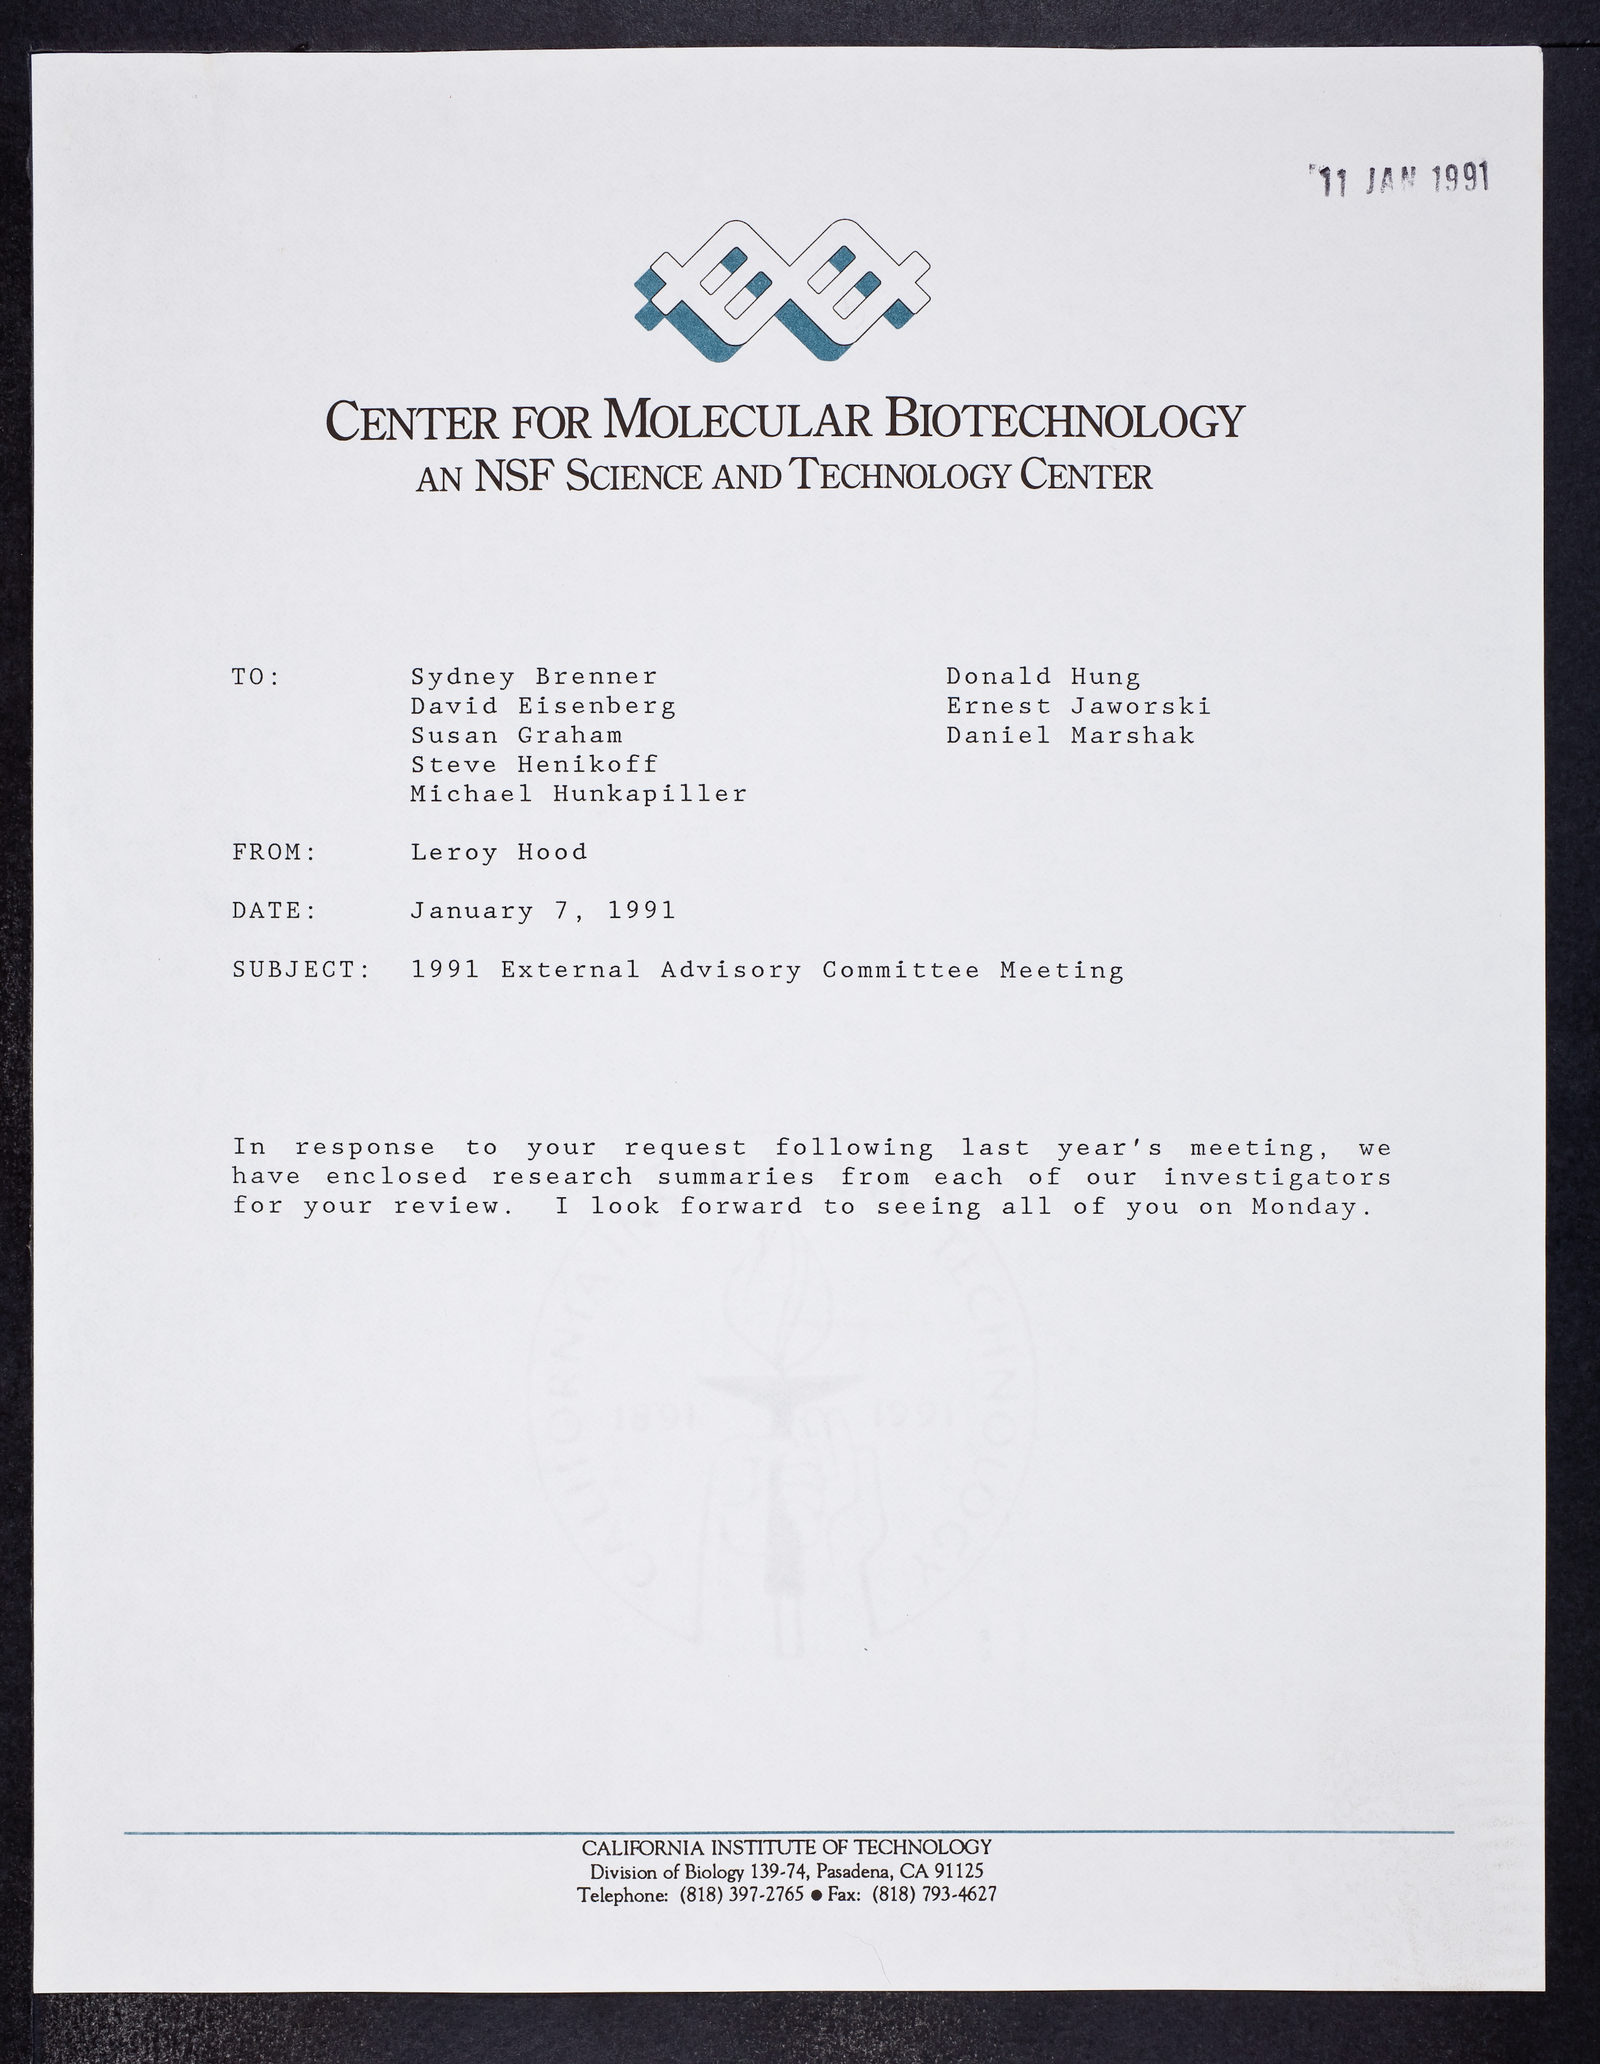 11 JAN 1991
CENTER FOR MOLECULAR BIOTECHNOLOGY
AN NSF SCIENCE AND TECHNOLOGY CENTER
TO: Sydney Brenner Donald Hung
David Eisenberg Ernest Jaworski
Susan Graham Daniel Marshak
Steve Henikoff
Michael Hunkapiller
FROM: Leroy Hood
DATE: January 7, 1991
SUBJECT: 1991 External Advisory Committee Meeting
In response to your request following last year's meeting, we
have enclosed research summaries from each of our investigators
for your review. I look forward to seeing all of you on Monday.
CALIFORNIA INSTITUTE OF TECHNOLOGY
Division of Biology 139-74, Pasadena, CA 91125
Telephone: (818) 397-2765 ● Fax: (818) 793-4627